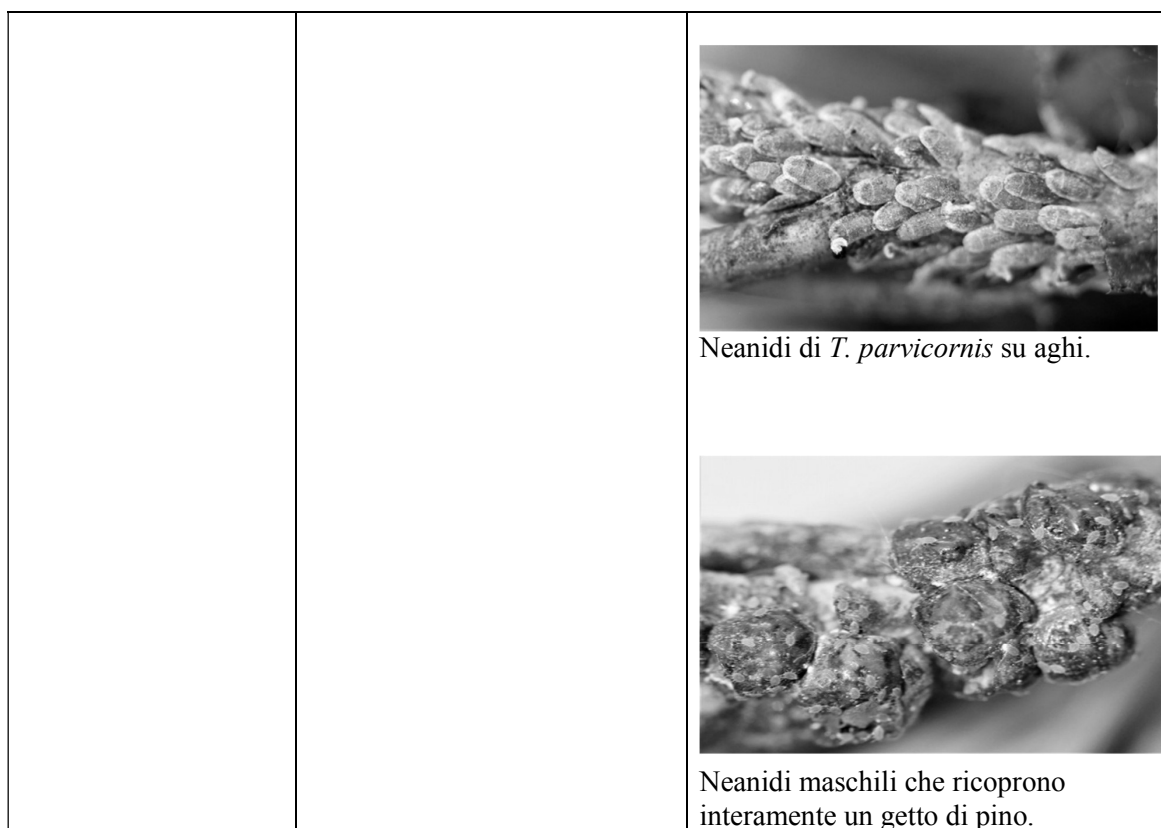 Neanidi di T. parvicornis su aghi.
Neanidi maschili che ricoprono
interamente un getto di pino.